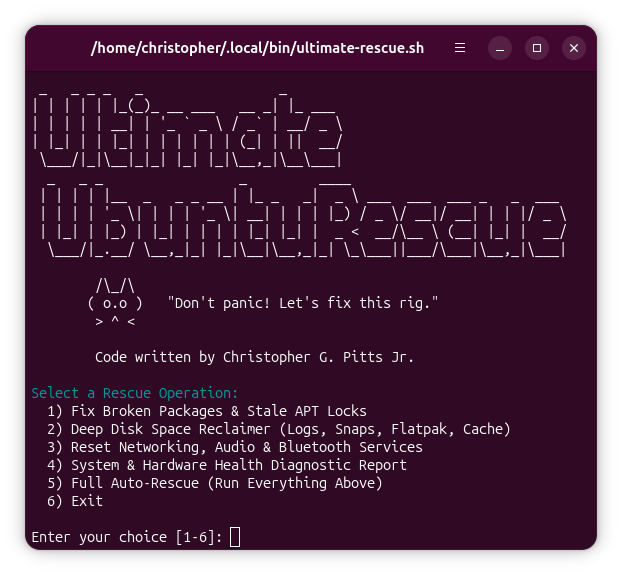 /home/christopher/.local/bin/ultimate-rescue.sh
Ultimate
UbuntuRescue
/\_/\
( o.o )   "Don't panic! Let's fix this rig."
> ^ <
Code written by Christopher G. Pitts Jr.
Select a Rescue Operation:
1) Fix Broken Packages & Stale APT Locks
2) Deep Disk Space Reclaimer (Logs, Snaps, Flatpak, Cache)
3) Reset Networking, Audio & Bluetooth Services
4) System & Hardware Health Diagnostic Report
5) Full Auto-Rescue (Run Everything Above)
6) Exit
Enter your choice [1-6]: